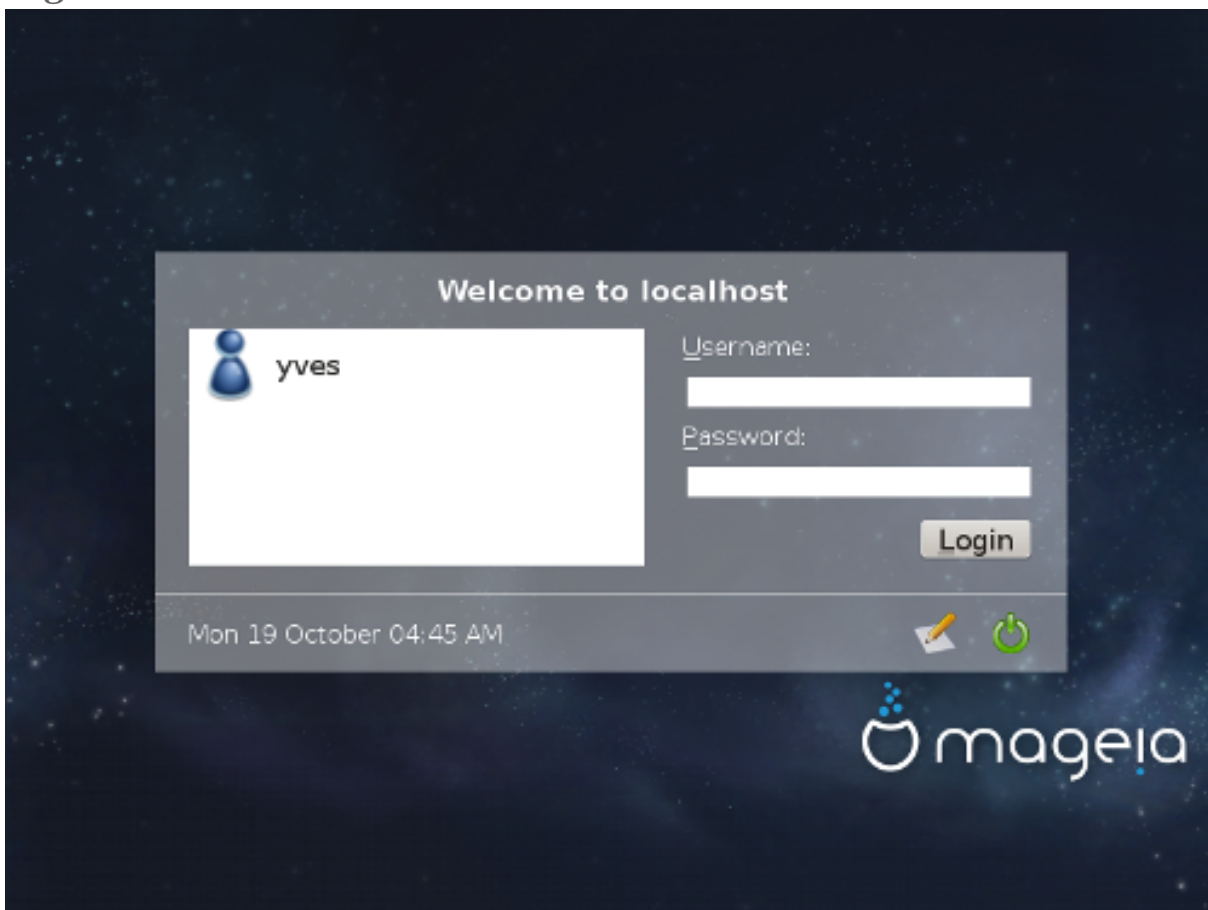 Welcome to localhost
yves
Username:
Password:
Login
Mon 19 October 04:45 AM
mageia